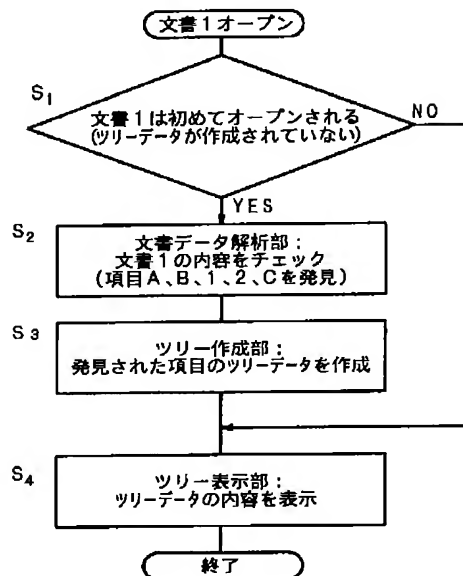 文書1オープン
S1
文書1は初めてオープンされる
(ツリーデータが作成されていない)
NO
YES
S2
文書データ解析部：
文書1の内容をチェック
(項目A、B、1、2、Cを発見)
S3
ツリー作成部：
発見された項目のツリーデータを作成
S4
ツリー表示部：
ツリーデータの内容を表示
終了